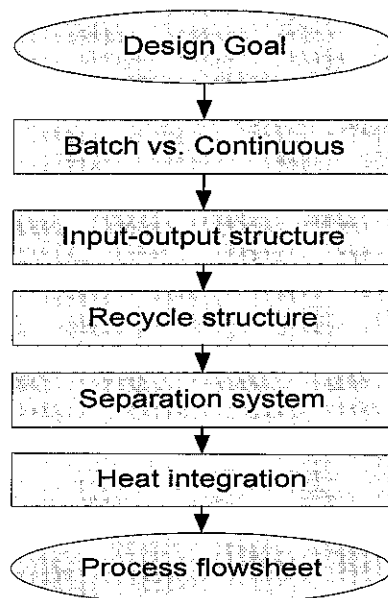 Design Goal
Batch vs. Continuous
Input-output structure
Recycle structure
Separation system
Heat integration
Process flowsheet